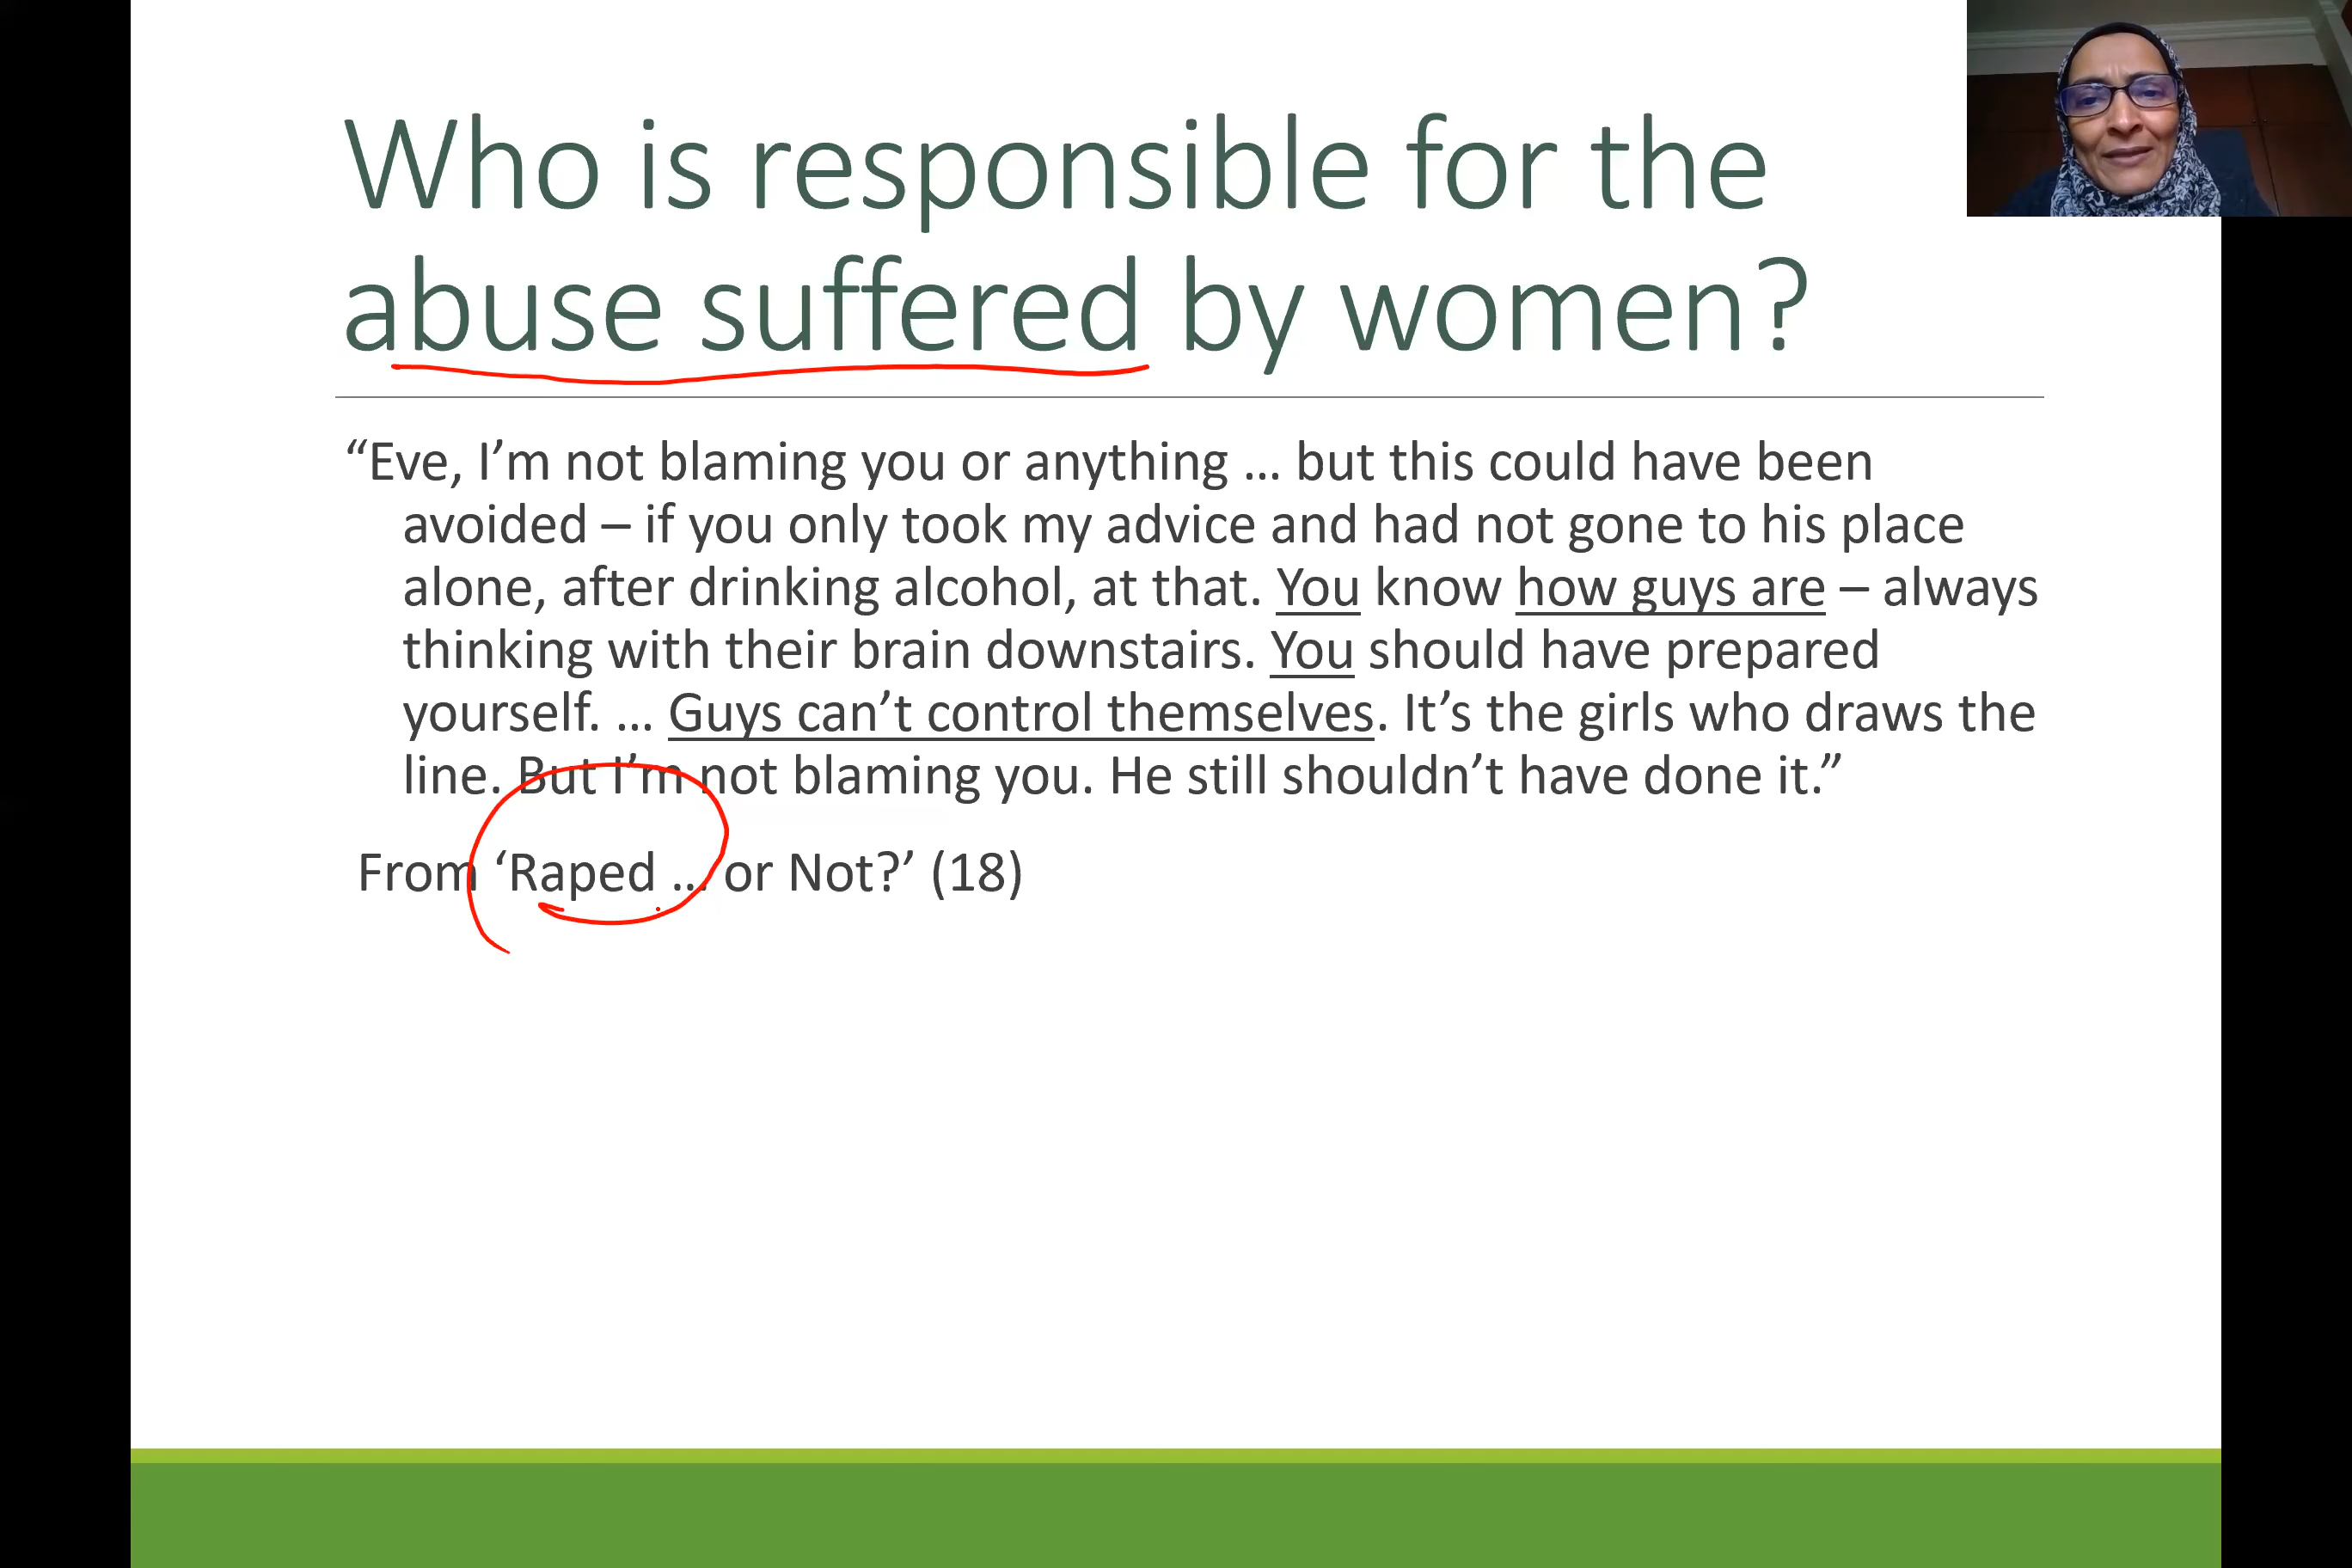 Who is responsible for the
abuse suffered by women?
“Eve, I’m not blaming you or anything … but this could have been
avoided – if you only took my advice and had not gone to his place
alone, after drinking alcohol, at that. You know how guys are – always
thinking with their brain downstairs. You should have prepared
yourself. … Guys can’t control themselves. It’s the girls who draws the
line. But I’m not blaming you. He still shouldn’t have done it.”
From ‘Raped … or Not?’ (18)